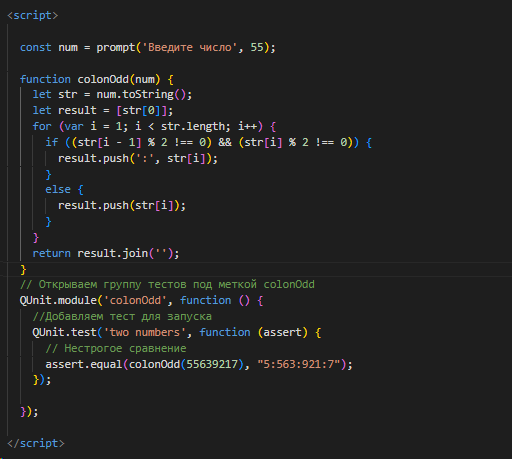 <script>
const num = prompt('Введите число', 55);
function colonOdd(num) {
let str = num.toString();
let result = [str[0]];
for (var i = 1; i < str.length; i++) {
if ((str[i - 1] % 2 !== 0) && (str[i] % 2 !== 0)) {
result.push(':', str[i]);
}
else {
result.push(str[i]);
}
}
return result.join('');
}
// Открываем группу тестов под меткой colonOdd
QUnit.module('colonOdd', function () {
//Добавляем тест для запуска
QUnit.test('two numbers', function (assert) {
// Нестрогое сравнение
assert.equal(colonOdd(55639217), "5:563:921:7");
});
});
</script>